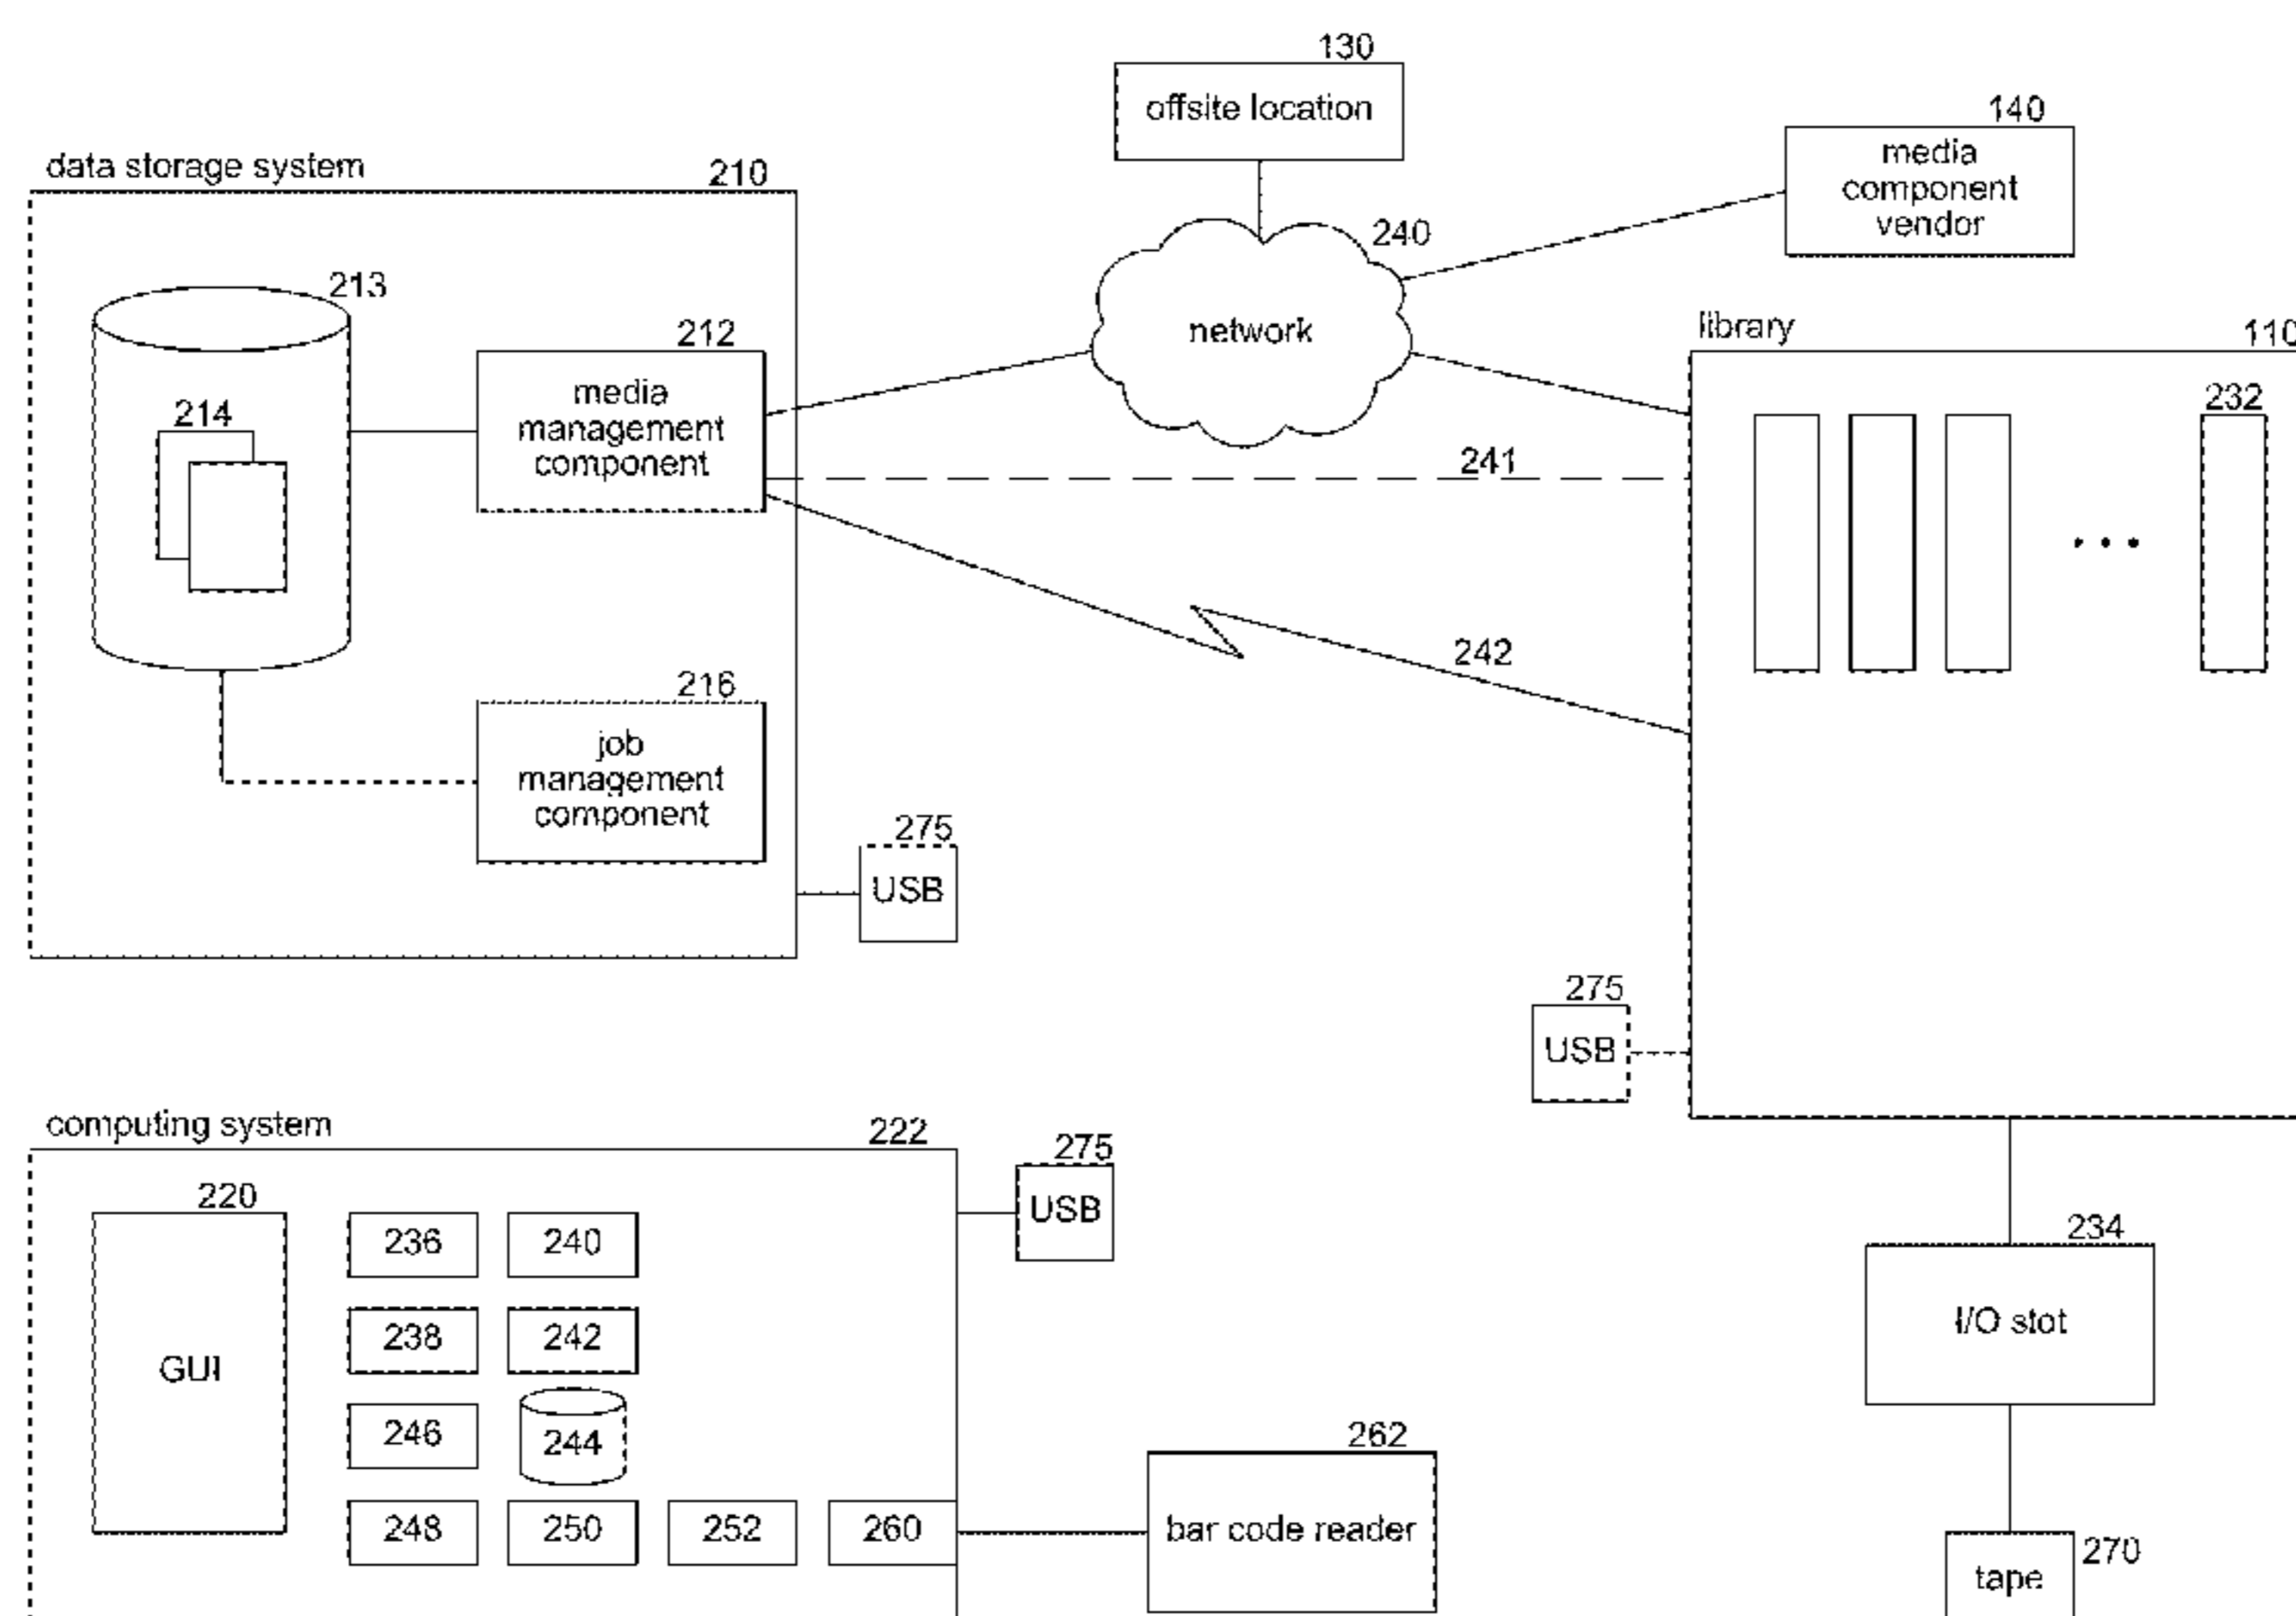 130
offsite location
140
media
component
vendor
data storage system
210
240
network
213
212
media
management
component
214
library
110
232
241
242
216
job
management
component
275
USB
275
USB
computing system
222
275
USB
220
GUI
236
240
238
242
246
244
248
250
252
260
262
bar code reader
234
I/O stot
270
tape